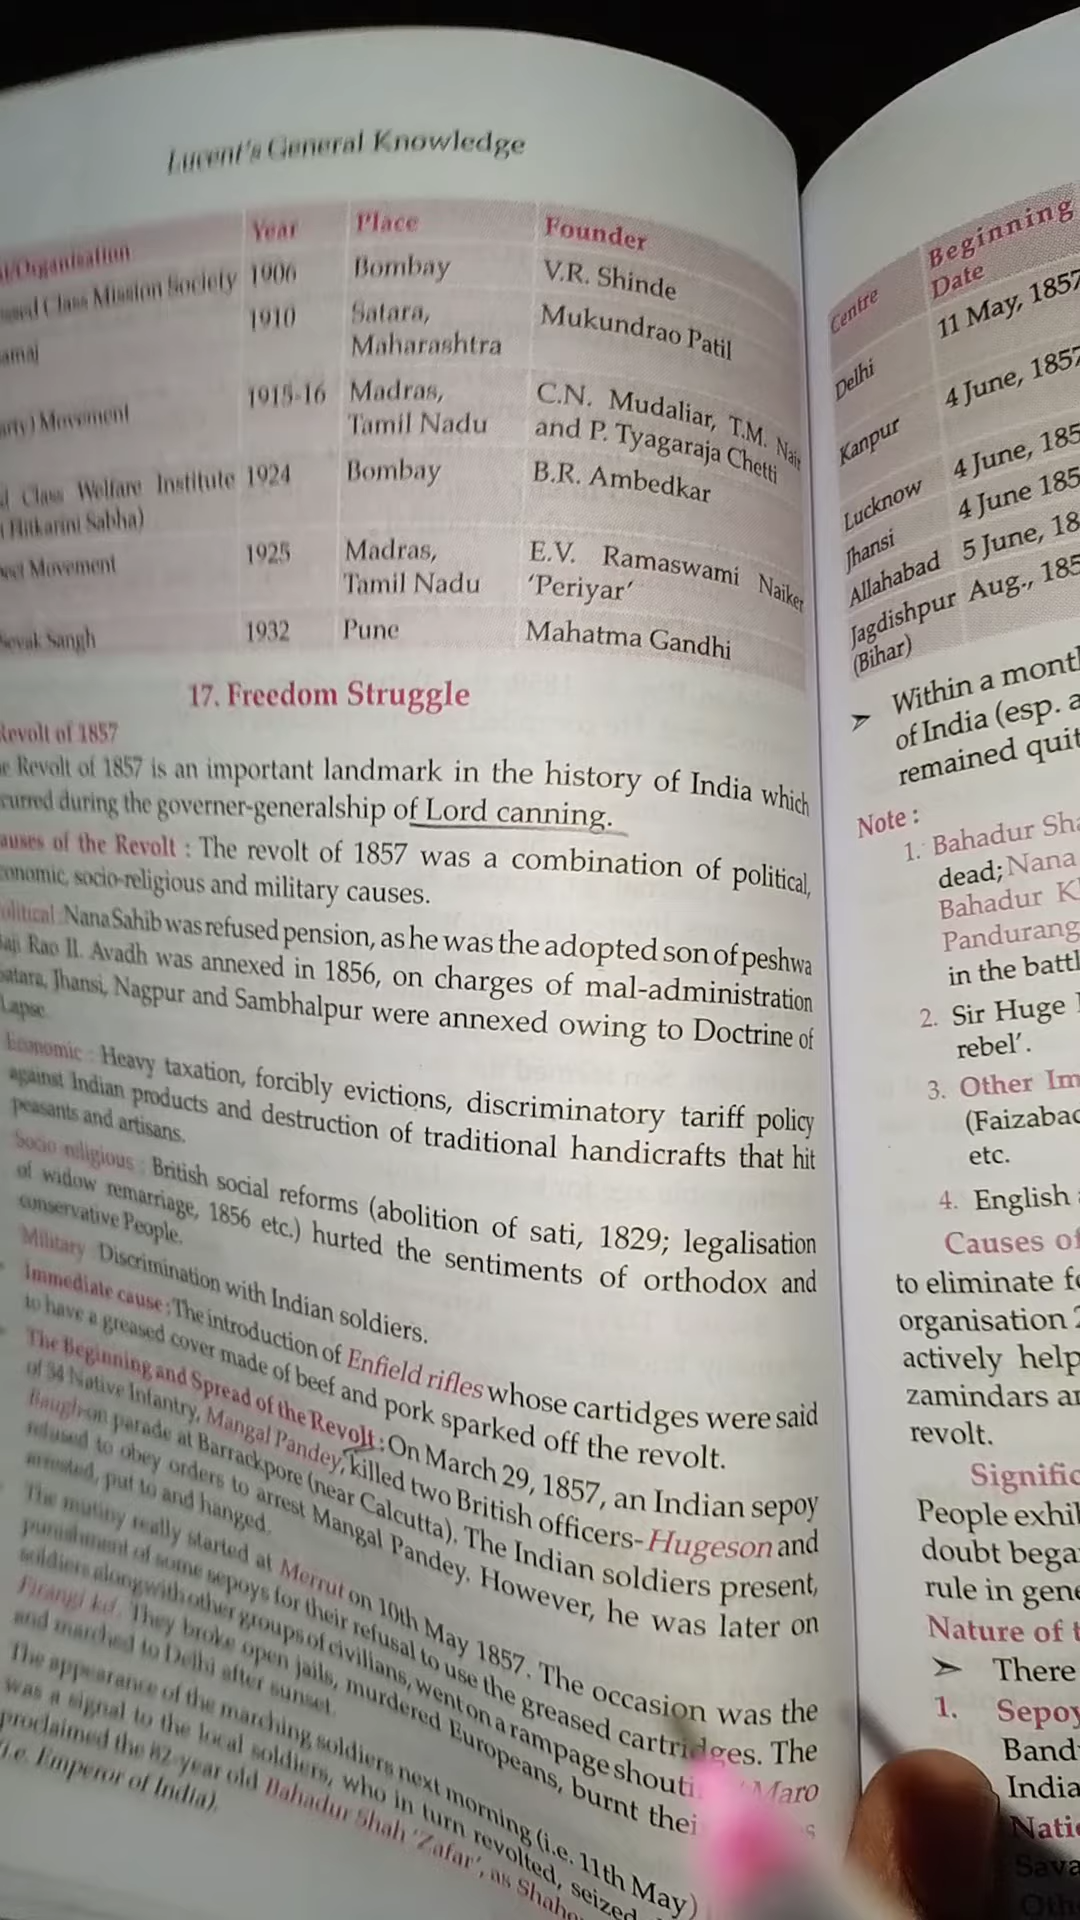 Lucent's General Knowledge
Organisation Year Place Founder
Class Mission Society 1906 Bombay V.R. Shinde
1910 Satara, Mukundrao Patil
Maharashtra
Movement 1915-16 Madras, C.N. Mudaliar, T.M. Nair
Tamil Nadu and P. Tyagaraja Chetti
Class Welfare Institute 1924 Bombay B.R. Ambedkar
Hitkarini Sabha)
Movement 1925 Madras, E.V. Ramaswami Naiker
Tamil Nadu 'Periyar'
Sevak Sangh 1932 Pune Mahatma Gandhi
17. Freedom Struggle
Revolt of 1857
Revolt of 1857 is an important landmark in the history of India which
during the governer-generalship of Lord canning.
of the Revolt : The revolt of 1857 was a combination of political,
socio-religious and military causes.
Nana Sahib was refused pension, as he was the adopted son of peshwa
Rao II. Avadh was annexed in 1856, on charges of mal-administration
Jhansi, Nagpur and Sambhalpur were annexed owing to Doctrine of
Lapse.
Economic : Heavy taxation, forcibly evictions, discriminatory tariff policy
against Indian products and destruction of traditional handicrafts that hit
peasants and artisans.
Socio religious : British social reforms (abolition of sati, 1829; legalisation
of widow remarriage, 1856 etc.) hurted the sentiments of orthodox and
conservative People.
Military Discrimination with Indian soldiers.
Immediate cause : The introduction of Enfield rifles whose cartidges were said
to have a greased cover made of beef and pork sparked off the revolt.
The Beginning and Spread of the Revolt : On March 29, 1857, an Indian sepoy
of 34 Native Infantry, Mangal Pandey, killed two British officers- Hugeson and
Baugh-on parade at Barrackpore (near Calcutta). The Indian soldiers present,
refused to obey orders to arrest Mangal Pandey. However, he was later on
arrested, put to and hanged.
The mutiny really started at Merrut on 10th May 1857. The occasion was the
punishment of some sepoys for their refusal to use the greased cartridges. The
soldiers alongwith other groups of civilians, went on a rampage shouting 'Maro
Firangi ko'. They broke open jails, murdered Europeans, burnt their
and marched to Delhi after sunset.
The appearance of the marching soldiers next morning (i.e. 11th May)
was a signal to the local soldiers, who in turn revolted, seized
proclaimed the 82-year old Bahadur Shah 'Zafar', as
(i.e. Emperor of India).
Centre Beginning
Date
Delhi 11 May, 1857
Kanpur 4 June, 1857
Lucknow 4 June, 185
Jhansi 4 June 185
Allahabad 5 June, 18
Jagdishpur Aug., 185
(Bihar)
➤ Within a month
of India (esp. a
remained quit
Note :
1. Bahadur Sha
dead; Nana
Bahadur K
Pandurang
in the battl
2. Sir Huge
rebel'.
3. Other Im
(Faizabad
etc.
4. English
Causes of
to eliminate
organisation
actively help
zamindars
revolt.
Signific
People exhi
doubt bega
rule in gene
Nature of
➤ There
1. Sepoy
Band
India
Nati
Sava
Oth